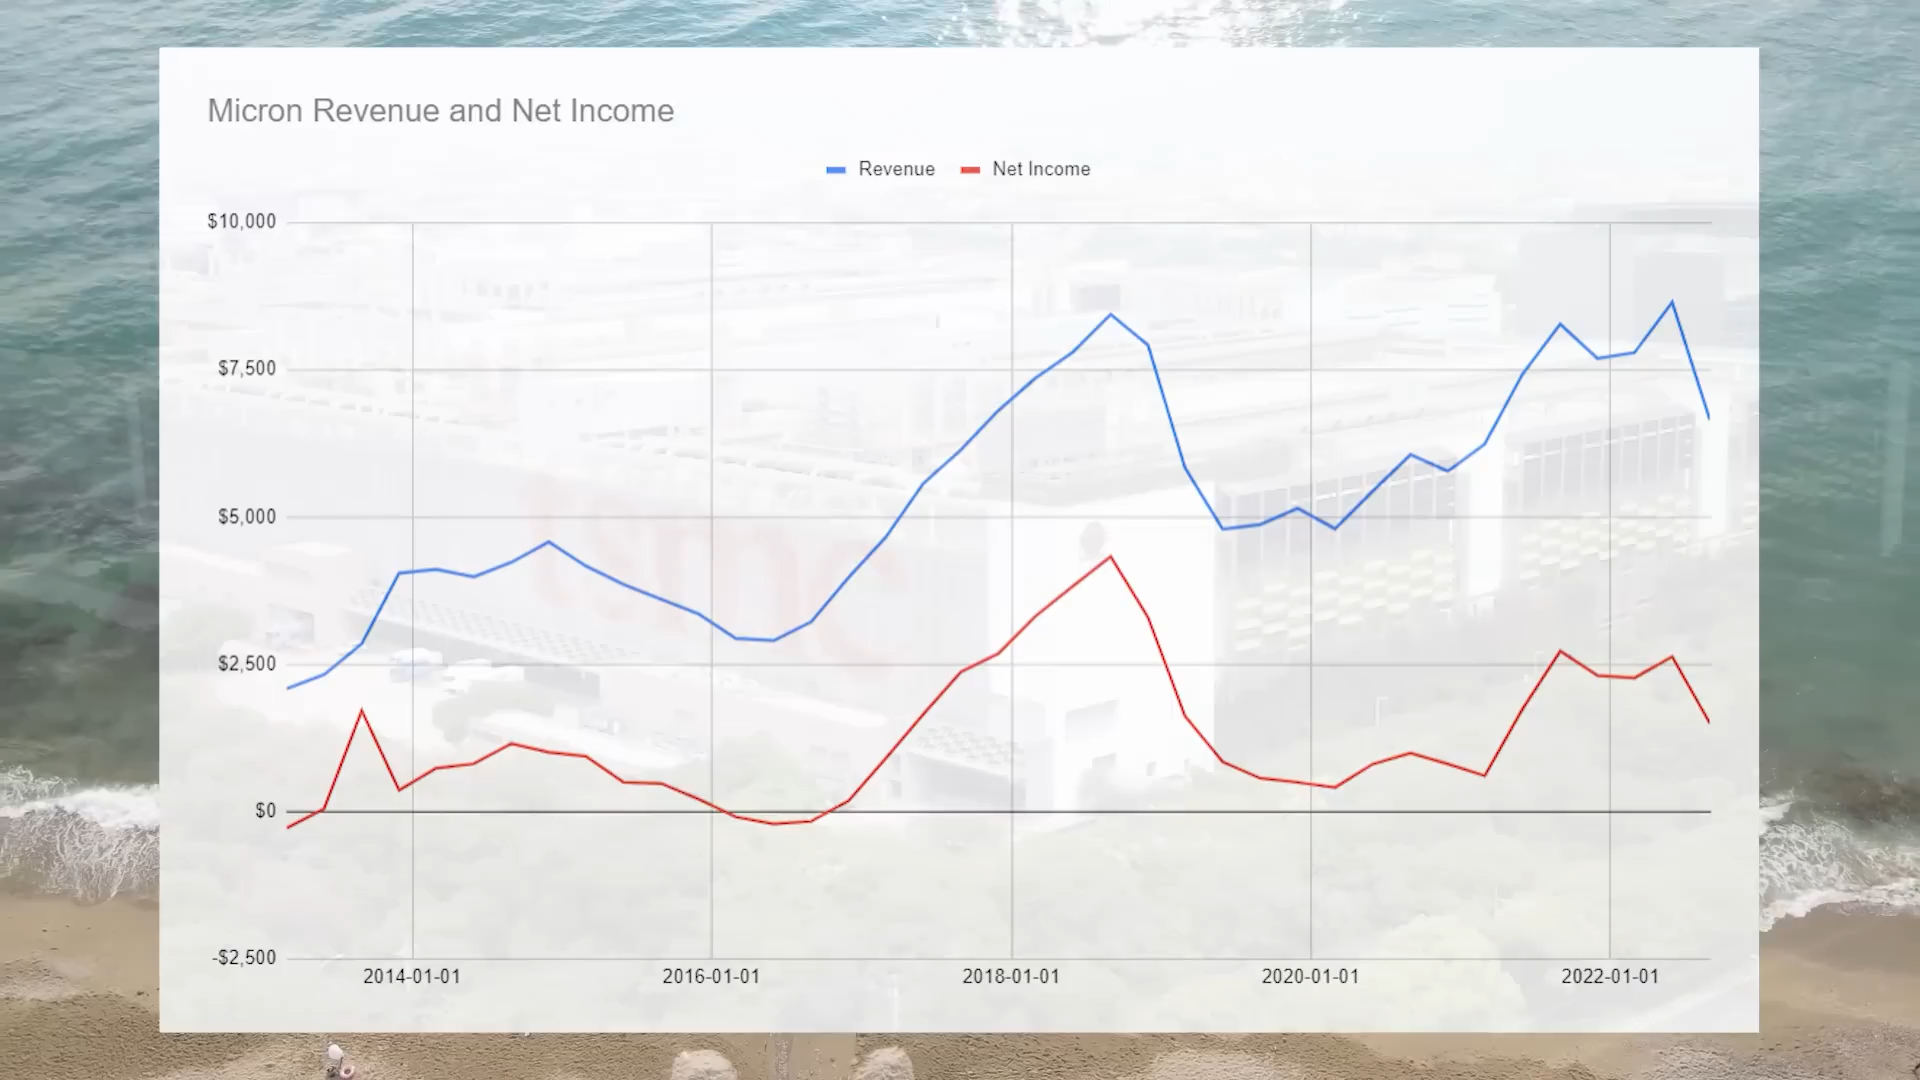 Micron Revenue and Net Income
Revenue Net Income
$10,000
$7,500
$5,000
$2,500
$0
-$2,500
2014-01-01 2016-01-01 2018-01-01 2020-01-01 2022-01-01